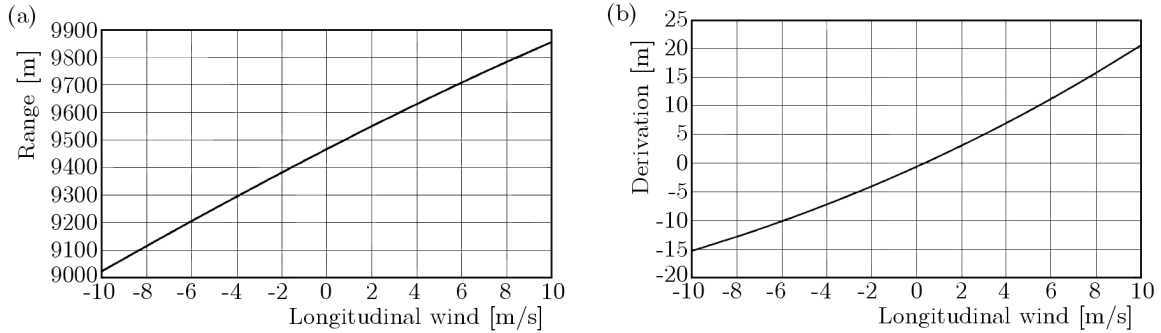 (a)
Range [m]
9900
9800
9700
9600
9500
9400
9300
9200
9100
9000
-10 -8 -6 -4 -2 0 2 4 6 8 10
Longitudinal wind [m/s]
(b)
Derivation [m]
25
20
15
10
5
0
-5
-10
-15
-20
-10 -8 -6 -4 -2 0 2 4 6 8 10
Longitudinal wind [m/s]